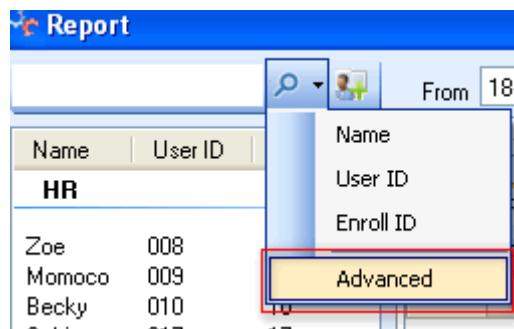 Report
From 18
Name User ID
HR
Zoe 008
Momoco 009
Becky 010 10
Name
User ID
Enroll ID
Advanced